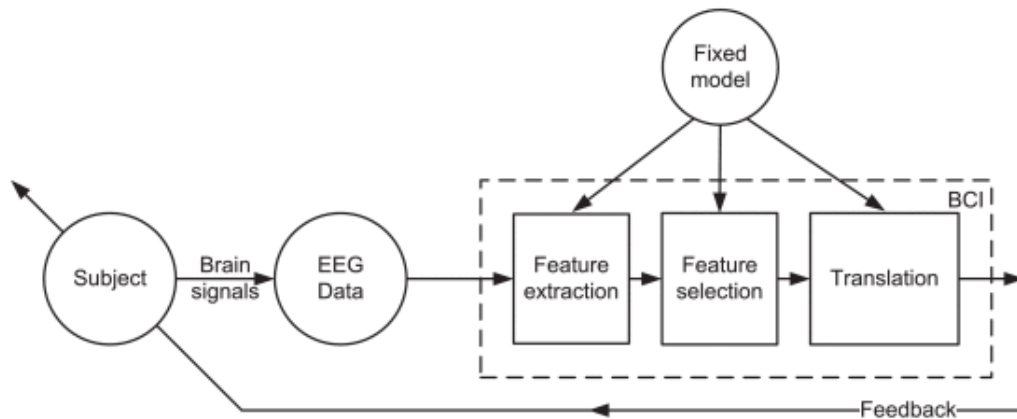 Fixed
model
BCI
Subject
Brain
signals
EEG
Data
Feature
extraction
Feature
selection
Translation
Feedback